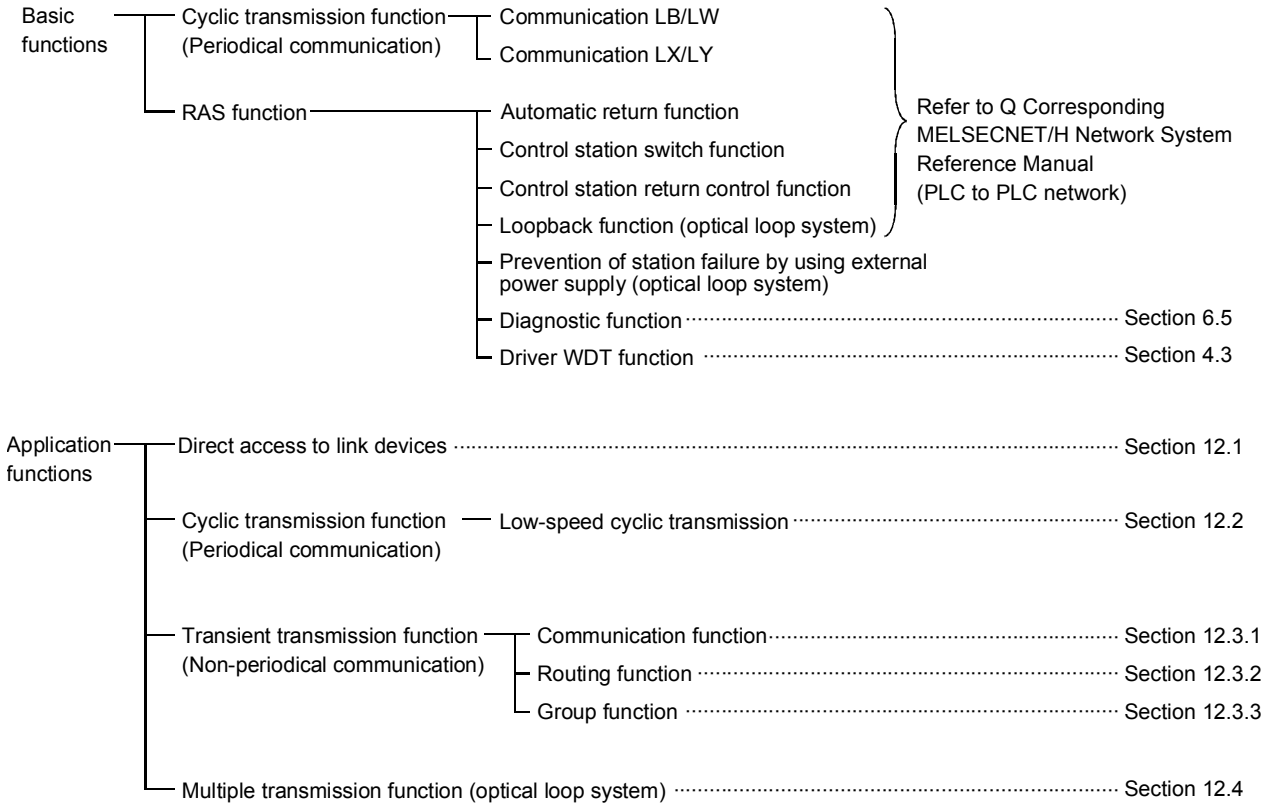 Basic
functions
Cyclic transmission function
(Periodical communication)
Communication LB/LW
Communication LX/LY
RAS function
Automatic return function
Control station switch function
Control station return control function
Loopback function (optical loop system)
Refer to Q Corresponding
MELSECNET/H Network System
Reference Manual
(PLC to PLC network)
Prevention of station failure by using external
power supply (optical loop system)
Diagnostic function Section 6.5
Driver WDT function Section 4.3
Application
functions
Direct access to link devices Section 12.1
Cyclic transmission function
(Periodical communication)
Low-speed cyclic transmission Section 12.2
Transient transmission function
(Non-periodical communication)
Communication function Section 12.3.1
Routing function Section 12.3.2
Group function Section 12.3.3
Multiple transmission function (optical loop system) Section 12.4